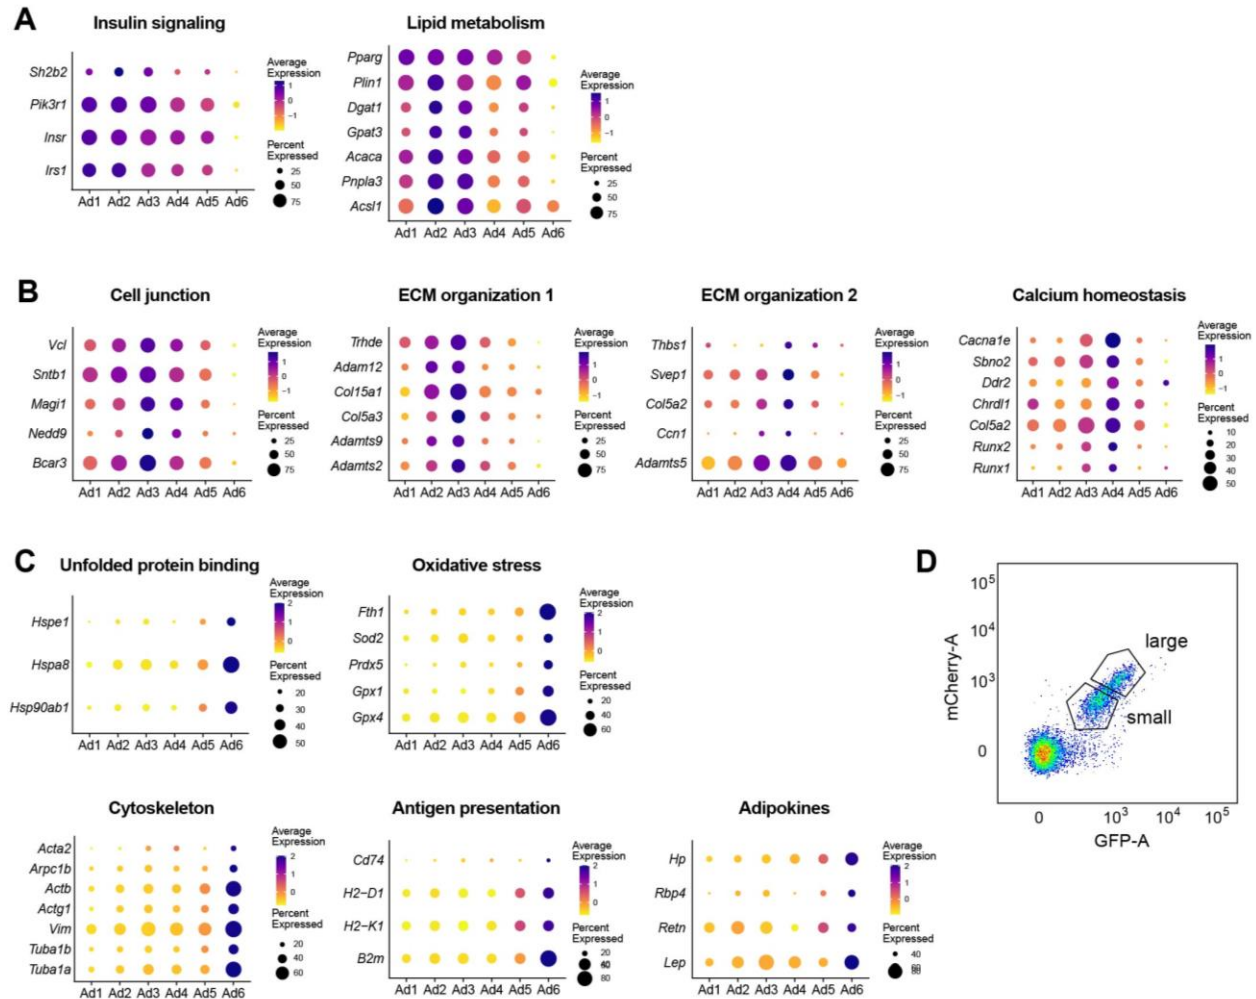 A
Insulin signaling
Sh2b2
Pik3r1
Insr
Irs1
Ad1 Ad2 Ad3 Ad4 Ad5 Ad6
Average
Expression
1
0
−1
Percent
Expressed
25
50
75
Lipid metabolism
Pparg
Plin1
Dgat1
Gpat3
Acaca
Pnpla3
Acsl1
Ad1 Ad2 Ad3 Ad4 Ad5 Ad6
Average
Expression
1
0
−1
Percent
Expressed
25
50
75
B
Cell junction
Vcl
Sntb1
Magi1
Nedd9
Bcar3
Ad1 Ad2 Ad3 Ad4 Ad5 Ad6
Average
Expression
1
0
−1
Percent
Expressed
25
50
75
ECM organization 1
Trhde
Adam12
Col15a1
Col5a3
Adamts9
Adamts2
Ad1 Ad2 Ad3 Ad4 Ad5 Ad6
Average
Expression
1
0
−1
Percent
Expressed
25
50
75
ECM organization 2
Thbs1
Svep1
Col5a2
Ccn1
Adamts5
Ad1 Ad2 Ad3 Ad4 Ad5 Ad6
Average
Expression
1
0
−1
Percent
Expressed
25
50
75
Calcium homeostasis
Cacna1e
Sbno2
Ddr2
Chrdl1
Col5a2
Runx2
Runx1
Ad1 Ad2 Ad3 Ad4 Ad5 Ad6
Average
Expression
1
0
−1
Percent
Expressed
10
20
30
40
50
C
Unfolded protein binding
Hspe1
Hspa8
Hsp90ab1
Ad1 Ad2 Ad3 Ad4 Ad5 Ad6
Average
Expression
2
1
0
Percent
Expressed
20
30
40
50
Oxidative stress
Fth1
Sod2
Prdx5
Gpx1
Gpx4
Ad1 Ad2 Ad3 Ad4 Ad5 Ad6
Average
Expression
2
1
0
Percent
Expressed
20
40
60
D
mCherry-A
10^5
10^4
10^3
0
large
small
0 10^3 10^4 10^5
GFP-A
Cytoskeleton
Acta2
Arpc1b
Actb
Actg1
Vim
Tuba1b
Tuba1a
Ad1 Ad2 Ad3 Ad4 Ad5 Ad6
Average
Expression
2
1
0
Percent
Expressed
20
40
60
Antigen presentation
Cd74
H2−D1
H2−K1
B2m
Ad1 Ad2 Ad3 Ad4 Ad5 Ad6
Average
Expression
2
1
0
Percent
Expressed
20
40
80
Adipokines
Hp
Rbp4
Retn
Lep
Ad1 Ad2 Ad3 Ad4 Ad5 Ad6
Average
Expression
2
1
0
Percent
Expressed
40